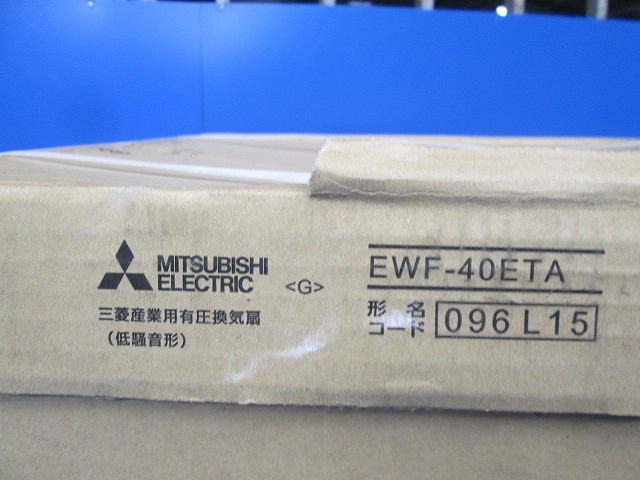 MITSUBISHI
ELECTRIC
<G>
三菱産業用有圧換気扇
(低騒音形)
EWF-40ETA
形名
コード 096L15